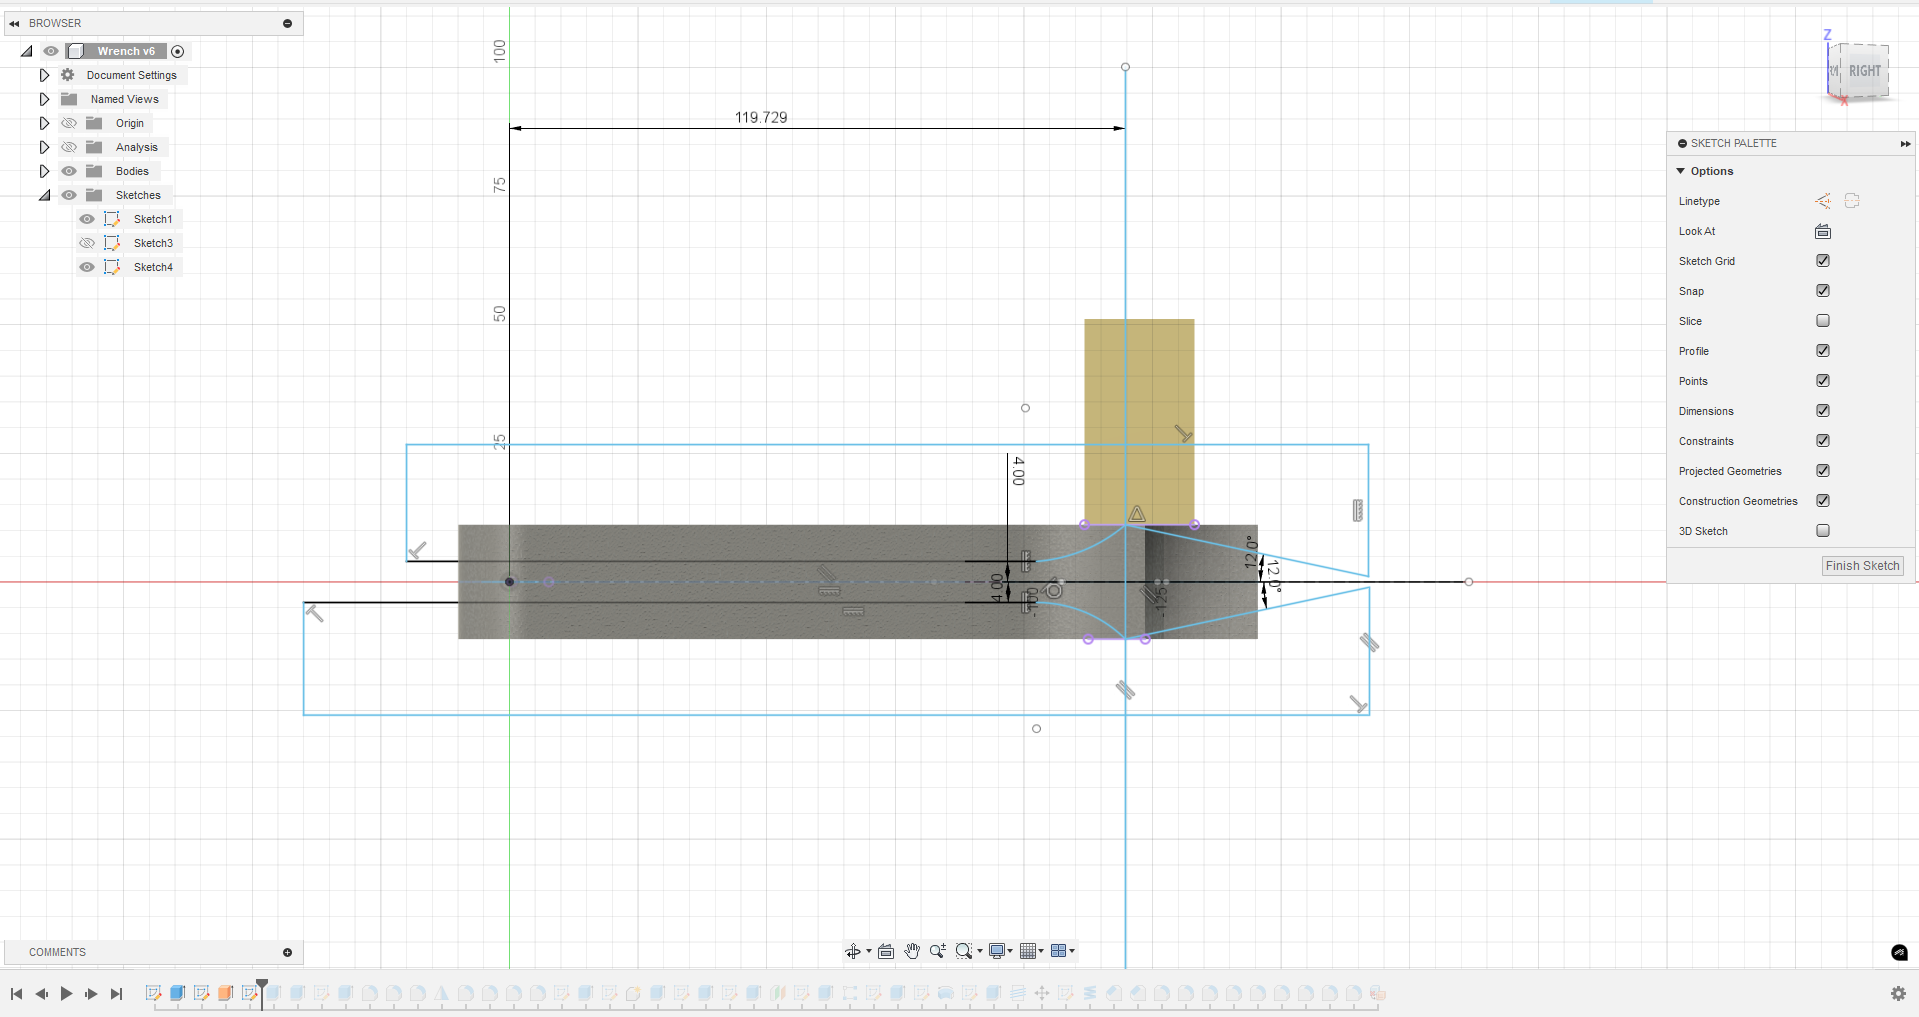 BROWSER
Wrench v6
Document Settings
Named Views
Origin
Analysis
Bodies
Sketches
Sketch1
Sketch3
Sketch4
100
119.729
75
50
25
4.00
4.00
-100
-125
12.0°
12.0°
Z
RIGHT
X
SKETCH PALETTE
Options
Linetype
Look At
Sketch Grid
Snap
Slice
Profile
Points
Dimensions
Constraints
Projected Geometries
Construction Geometries
3D Sketch
Finish Sketch
COMMENTS